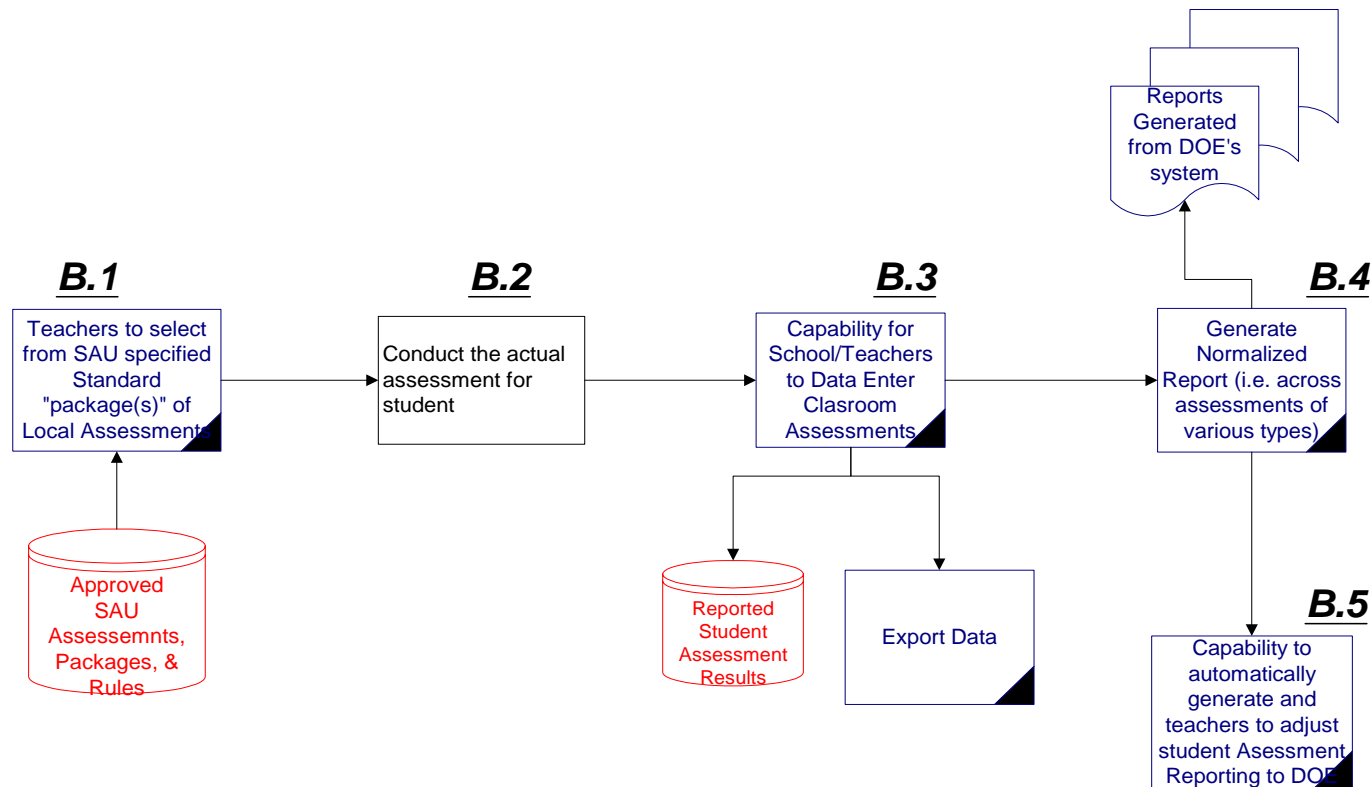 Reports
Generated
from DOE's
system
B.1
Teachers to select
from SAU specified
Standard
"package(s)" of
Local Assessments
B.2
Conduct the actual
assessment for
student
B.3
Capability for
School/Teachers
to Data Enter
Clasroom
Assessments
B.4
Generate
Normalized
Report (i.e. across
assessments of
various types)
Approved
SAU
Assessemnts,
Packages, &
Rules
Reported
Student
Assessment
Results
Export Data
B.5
Capability to
automatically
generate and
teachers to adjust
student Asessment
Reporting to DOE